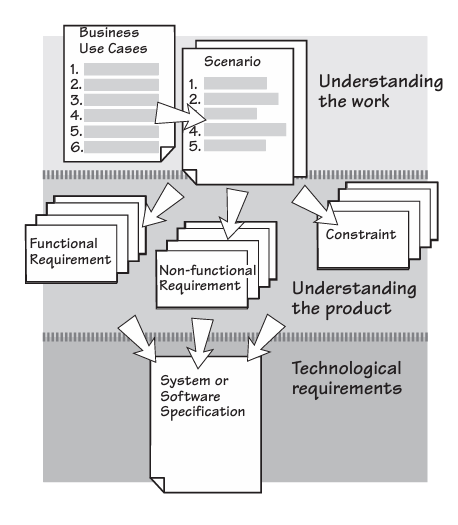 Business
Use Cases
1.
2.
3.
4.
5.
6.
Scenario
1.
2.
4.
5.
Understanding
the work
Functional
Requirement
Non-functional
Requirement
Constraint
Understanding
the product
System or
Software
Specification
Technological
requirements